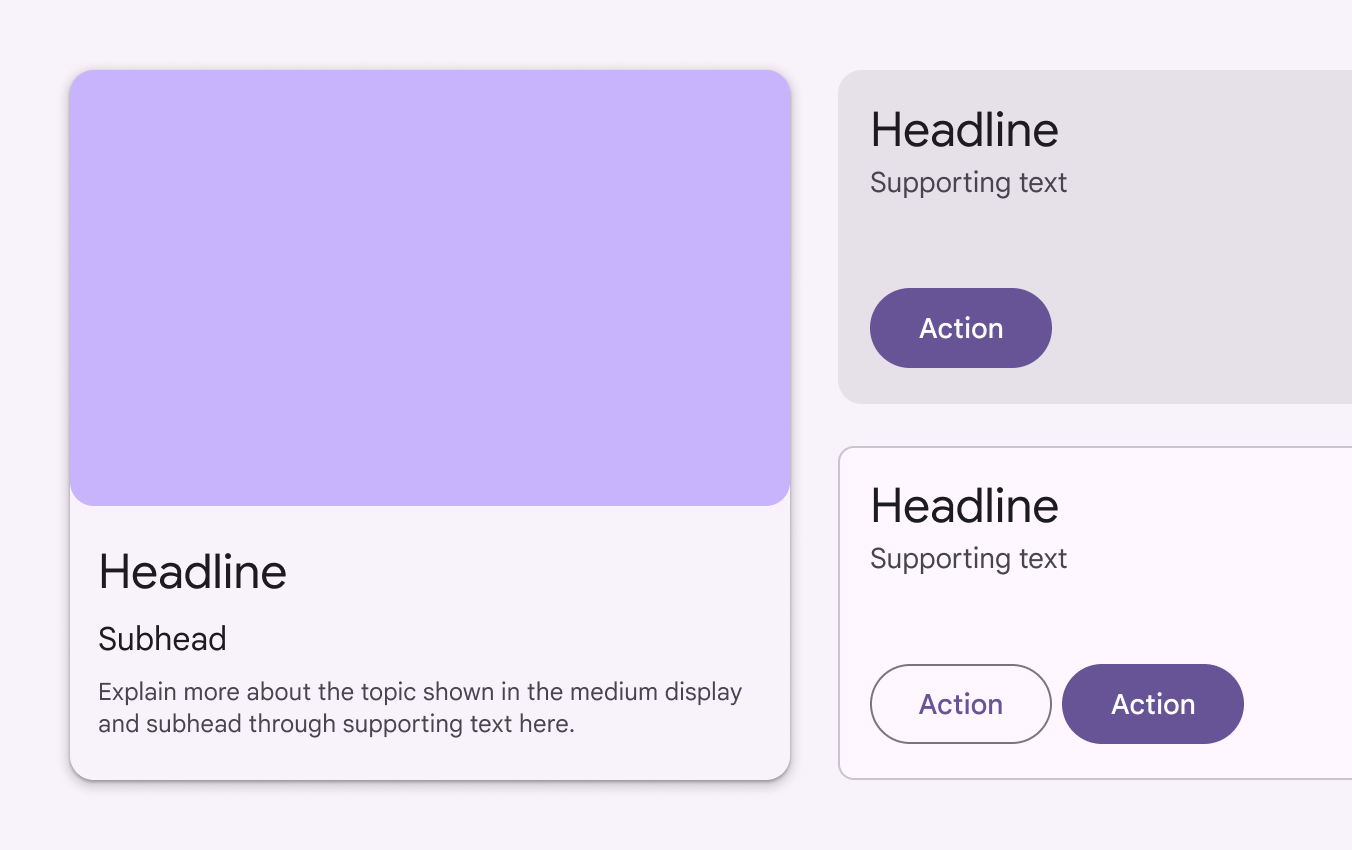 Headline
Subhead
Explain more about the topic shown in the medium display
and subhead through supporting text here.
Headline
Supporting text
Action
Headline
Supporting text
Action Action